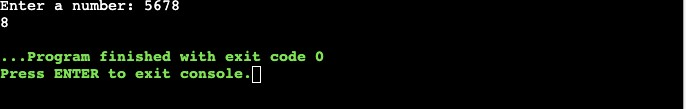 Enter a number: 5678
8
...Program finished with exit code 0
Press ENTER to exit console.